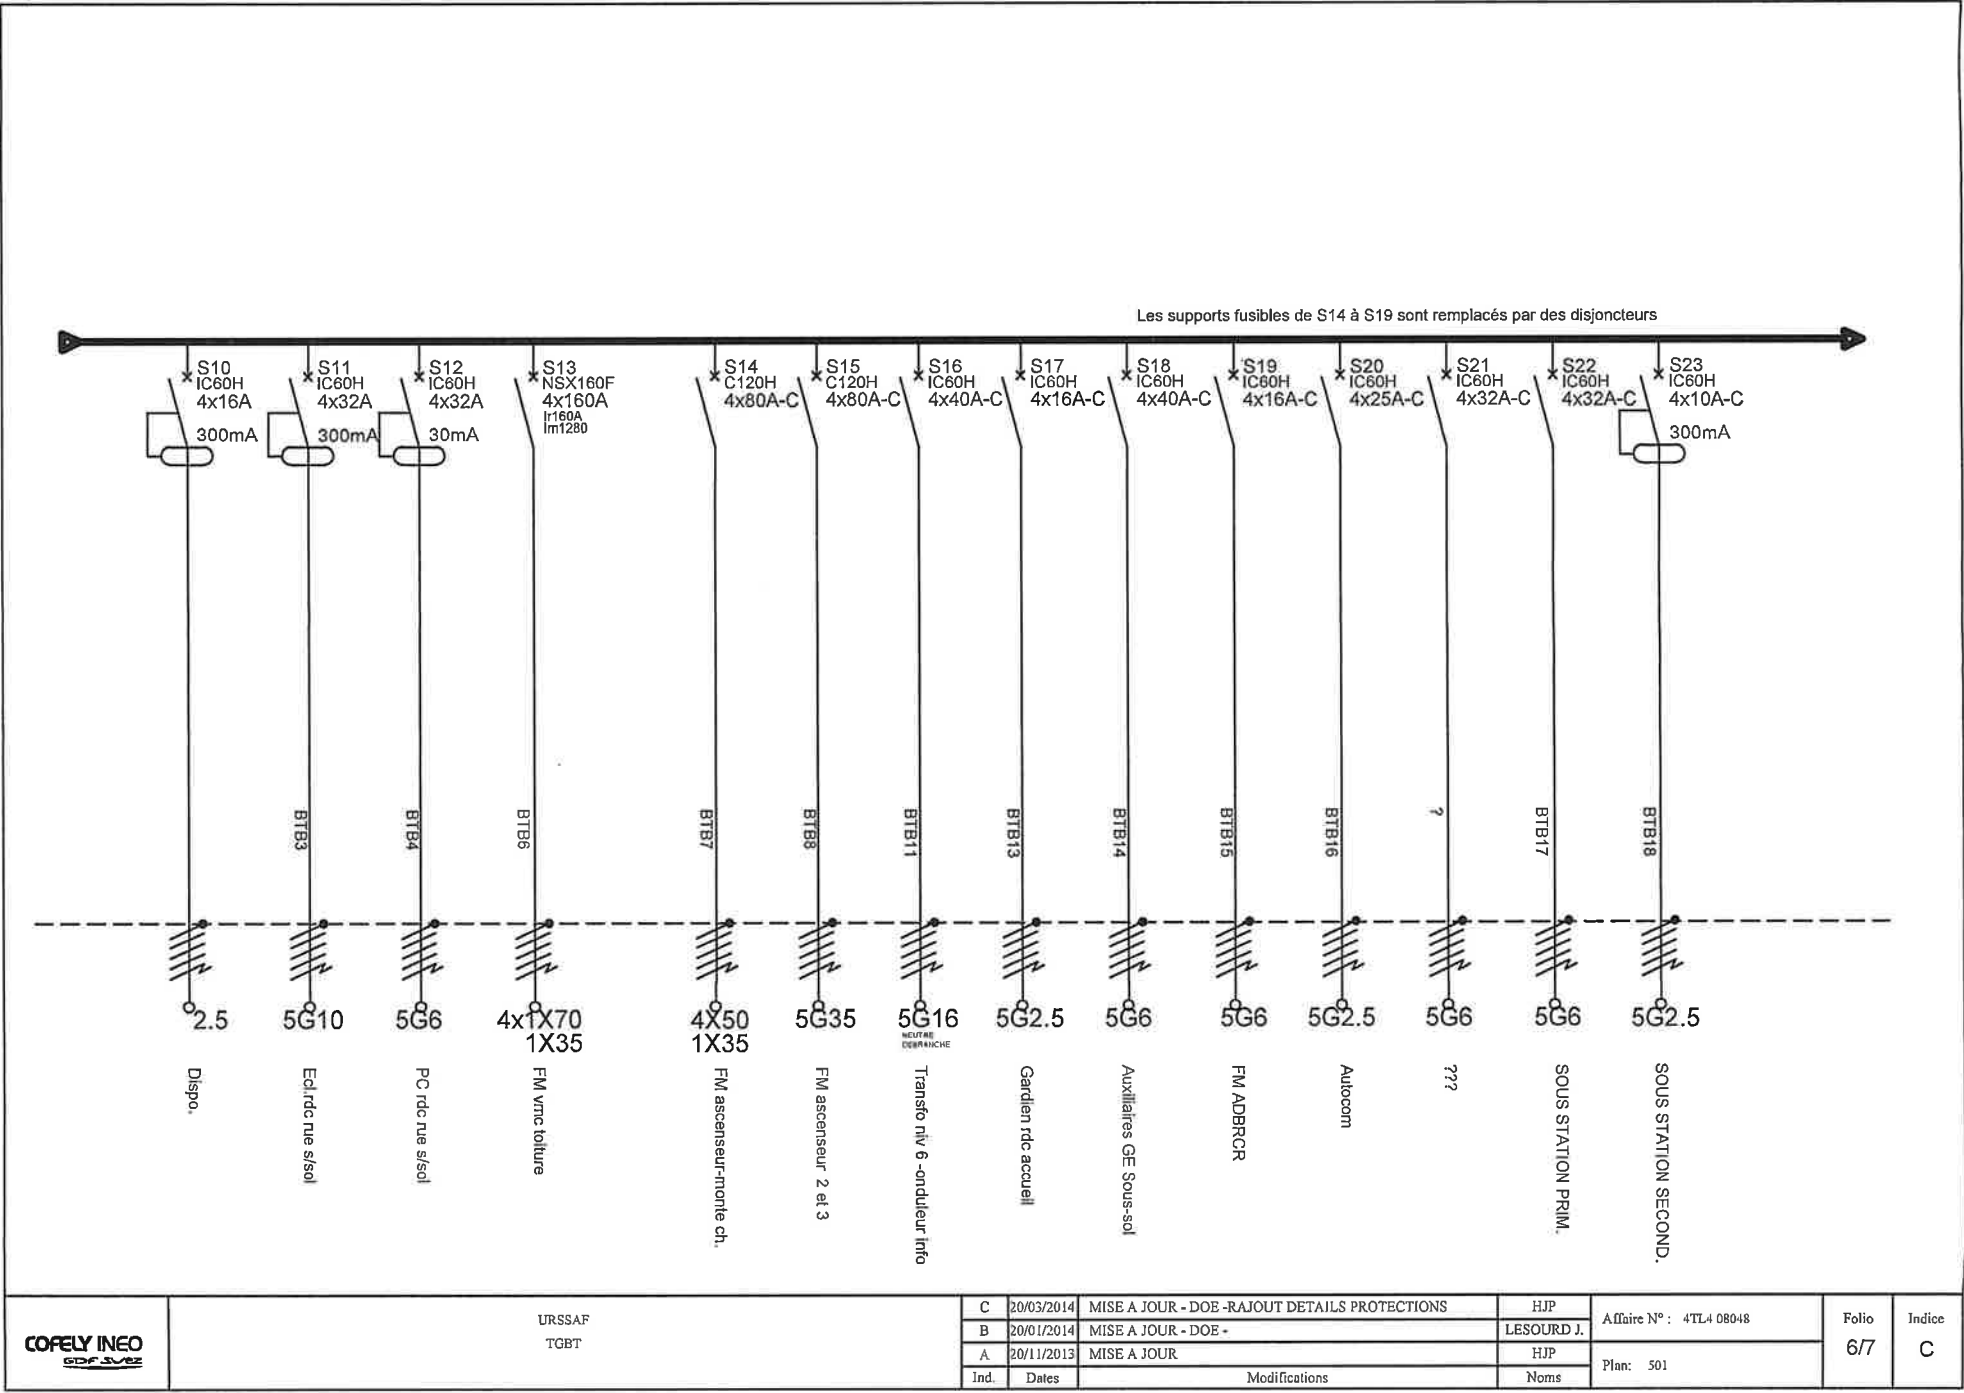 Les supports fusibles de S14 à S19 sont remplacés par des disjoncteurs
S10
IC60H
4x16A
300mA
S11
IC60H
4x32A
300mA
S12
IC60H
4x32A
30mA
S13
NSX160F
4x160A
Ir160A
Im1280
S14
C120H
4x80A-C
S15
C120H
4x80A-C
S16
IC60H
4x40A-C
S17
IC60H
4x16A-C
S18
IC60H
4x40A-C
S19
IC60H
4x16A-C
S20
IC60H
4x25A-C
S21
IC60H
4x32A-C
S22
IC60H
4x32A-C
S23
IC60H
4x10A-C
300mA
BTB3
BTB4
BTB6
BTB7
BTB8
BTB11
BTB13
BTB14
BTB15
BTB16
?
BTB17
BTB18
2.5
5G10
5G6
4x1X70
1X35
4X50
1X35
5G35
5G16
NEUTRE
DEBRANCHE
5G2.5
5G6
5G6
5G2.5
5G6
5G6
5G2.5
Dispo.
Ecl.rdc rue s/sol
PC rdc rue s/sol
FM vmc toiture
FM ascenseur-monte ch.
FM ascenseur 2 et 3
Transfo niv 6 -onduleur info
Gardien rdc accueil
Auxiliaires GE Sous-sol
FM ADBRCR
Autocom
???
SOUS STATION PRIM.
SOUS STATION SECOND.
COFELY INEO
GDF SUEZ
URSSAF
TGBT
C 20/03/2014 MISE A JOUR - DOE -RAJOUT DETAILS PROTECTIONS HJP
B 20/01/2014 MISE A JOUR - DOE - LESOURD J.
A 20/11/2013 MISE A JOUR HJP
Ind. Dates Modifications Noms
Affaire N° : 4TL4 08048
Plan: 501
Folio
6/7
Indice
C